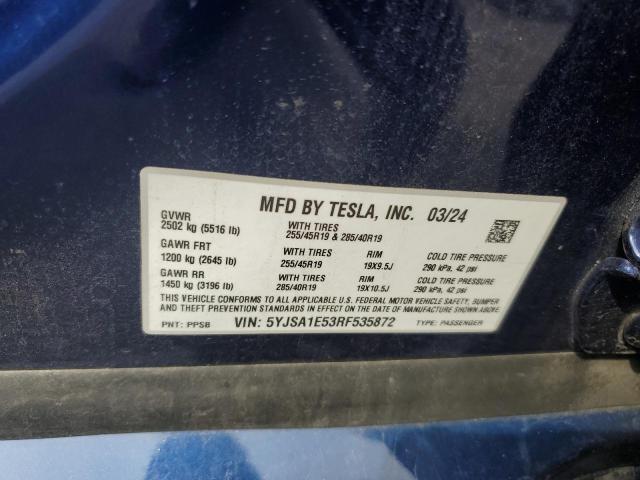 MFD BY TESLA, INC. 03/24
GVWR
2502 kg (5516 lb)
WITH TIRES
255/45R19 & 285/40R19
GAWR FRT
1200 kg (2645 lb)
WITH TIRES
255/45R19
RIM
19X9.5J
COLD TIRE PRESSURE
290 kPa, 42 psi
GAWR RR
1450 kg (3196 lb)
WITH TIRES
285/40R19
RIM
19X10.5J
COLD TIRE PRESSURE
290 kPa, 42 psi
THIS VEHICLE CONFORMS TO ALL APPLICABLE U.S. FEDERAL MOTOR VEHICLE SAFETY, BUMPER
AND THEFT PREVENTION STANDARDS IN EFFECT ON THE DATE OF MANUFACTURE SHOWN ABOVE
PNT: PPSB VIN: 5YJSA1E53RF535872 TYPE: PASSENGER